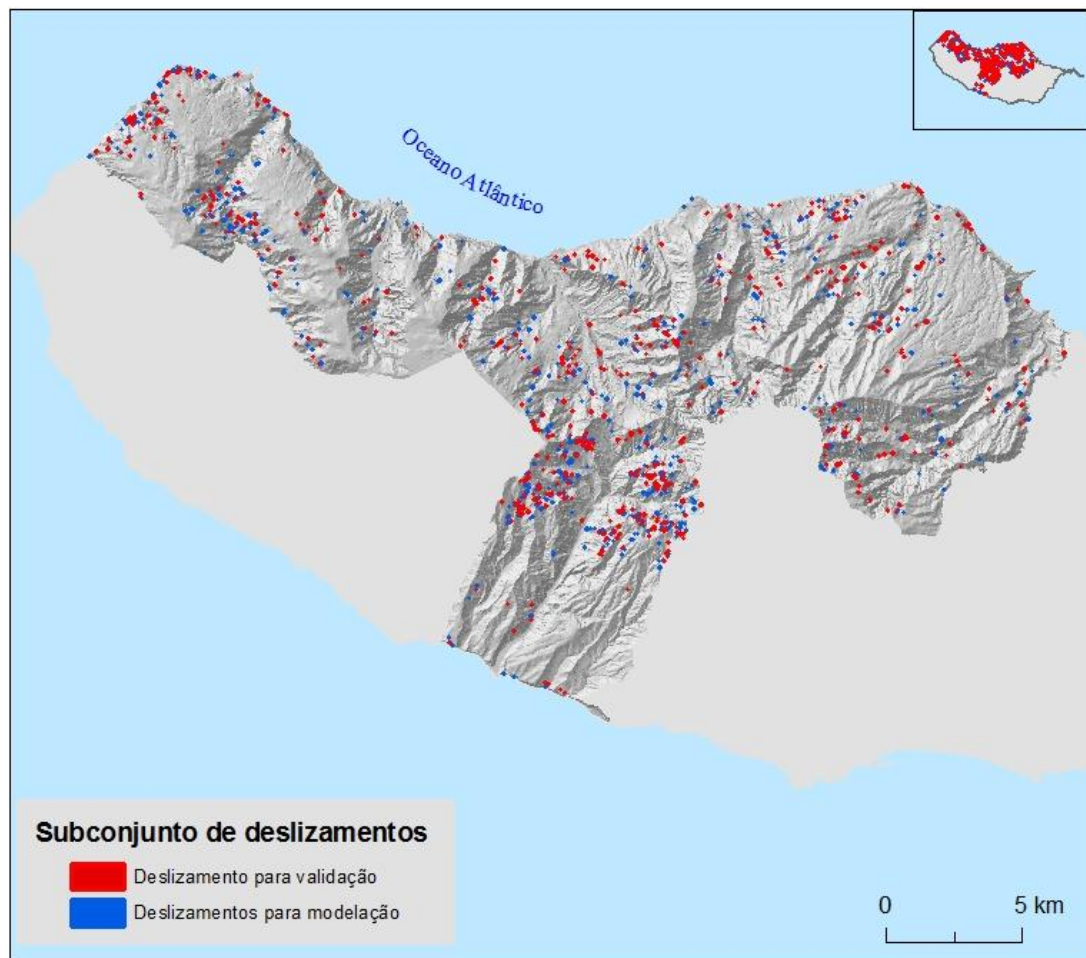 Oceano Atlântico
Subconjunto de deslizamentos
Deslizamento para validação
Deslizamentos para modelação
0 5 km